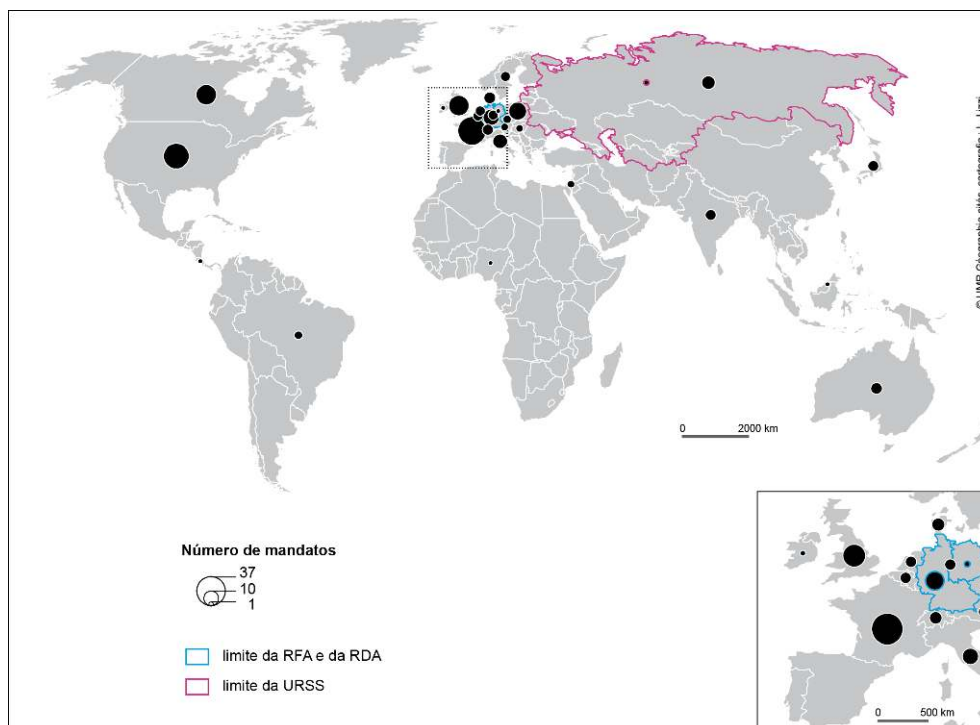 0 2000 km
Número de mandatos
37
10
1
limite da RFA e da RDA
limite da URSS
0 500 km